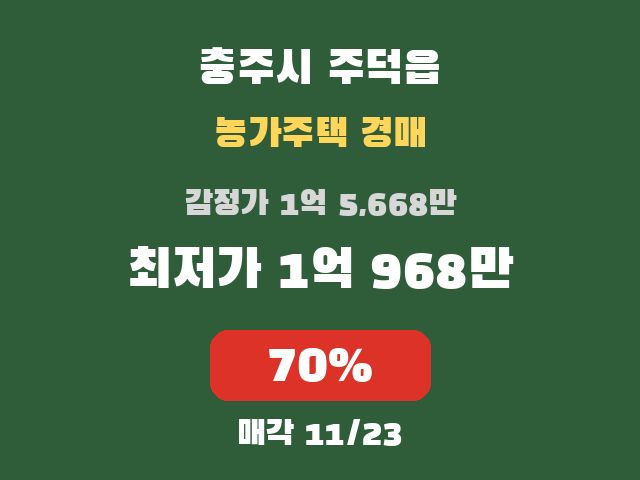 충주시 주덕읍
농가주택 경매
감정가 1억 5,668만
최저가 1억 968만
70%
매각 11/23